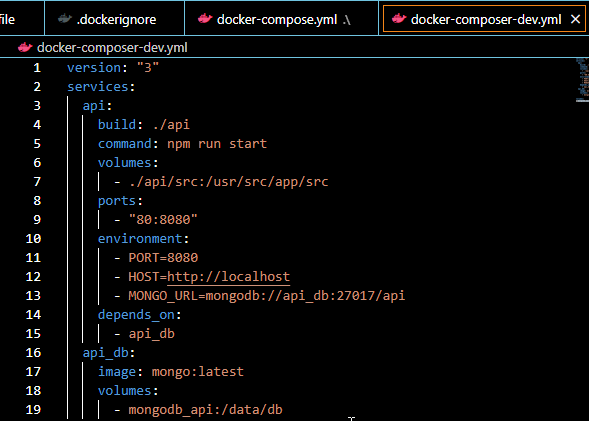 file .dockerignore docker-compose.yml .\ docker-composer-dev.yml
docker-composer-dev.yml
1 version: "3"
2 services:
3 api:
4 build: ./api
5 command: npm run start
6 volumes:
7 - ./api/src:/usr/src/app/src
8 ports:
9 - "80:8080"
10 environment:
11 - PORT=8080
12 - HOST=http://localhost
13 - MONGO_URL=mongodb://api_db:27017/api
14 depends_on:
15 - api_db
16 api_db:
17 image: mongo:latest
18 volumes:
19 - mongodb_api:/data/db